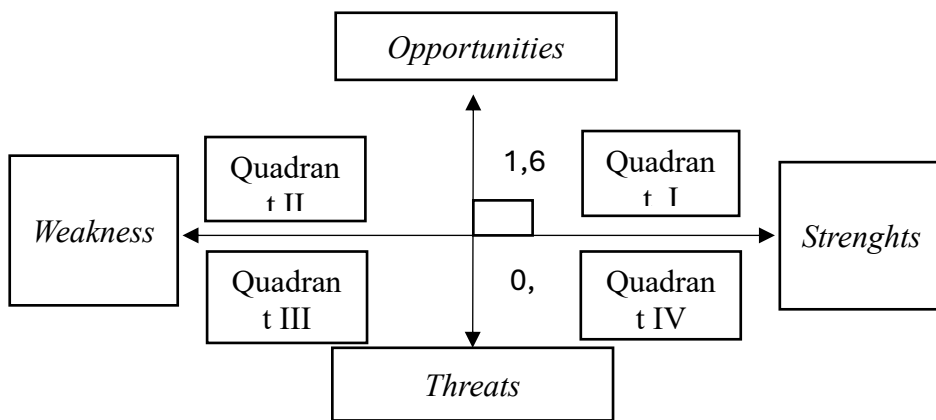 Opportunities
Quadran
t II
1,6
Quadran
t I
Weakness
Strenghts
Quadran
t III
0,
Quadran
t IV
Threats